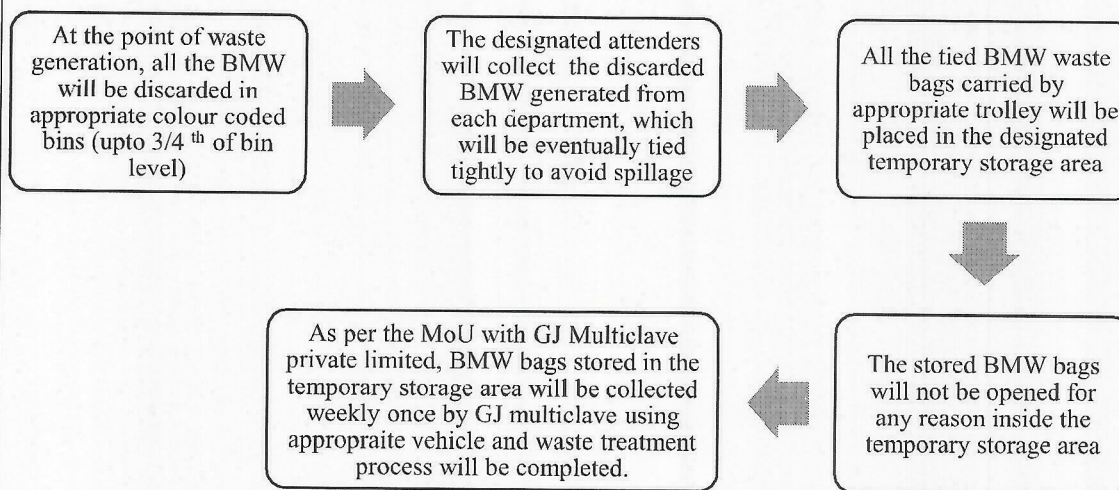 At the point of waste
generation, all the BMW
will be discarded in
appropriate colour coded
bins (upto 3/4 th of bin
level)
The designated attenders
will collect the discarded
BMW generated from
each department, which
will be eventually tied
tightly to avoid spillage
All the tied BMW waste
bags carried by
appropriate trolley will be
placed in the designated
temporary storage area
The stored BMW bags
will not be opened for
any reason inside the
temporary storage area
As per the MoU with GJ Multiclave
private limited, BMW bags stored in the
temporary storage area will be collected
weekly once by GJ multiclave using
appropraite vehicle and waste treatment
process will be completed.